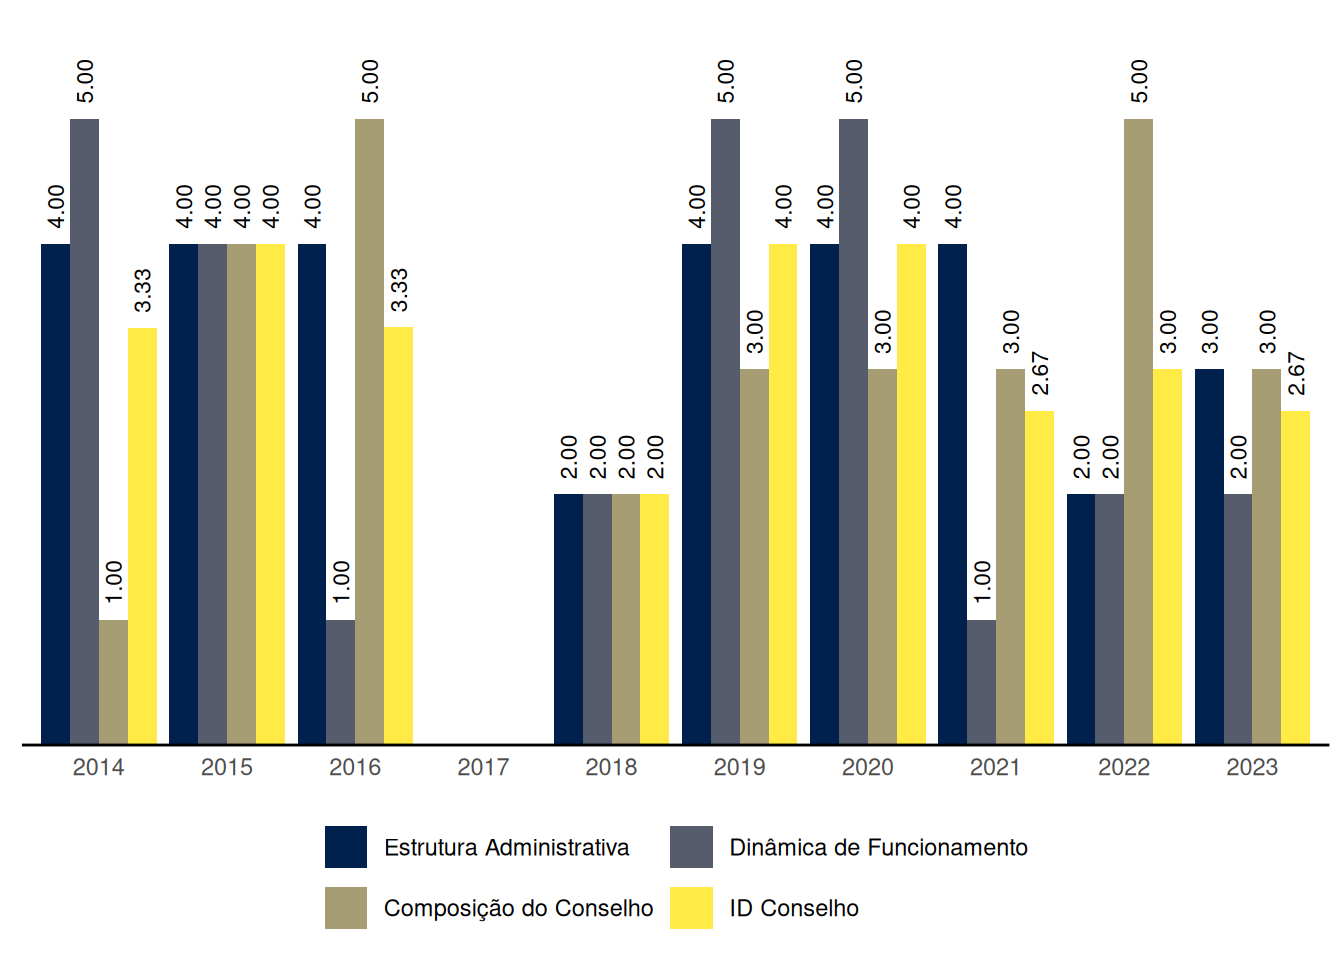 4.00 5.00 1.00 3.33
4.00 4.00 4.00 4.00
4.00 1.00 5.00 3.33
2.00 2.00 2.00 2.00
4.00 5.00 3.00 4.00
4.00 5.00 3.00 4.00
4.00 1.00 3.00 2.67
2.00 2.00 5.00 3.00
3.00 2.00 3.00 2.67
2014 2015 2016 2017 2018 2019 2020 2021 2022 2023
Estrutura Administrativa Dinâmica de Funcionamento
Composição do Conselho ID Conselho